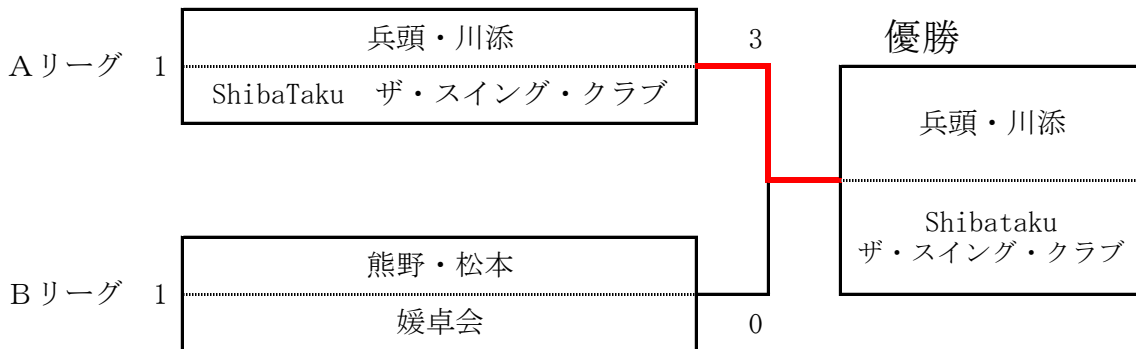 兵頭・川添
3
優勝
Aリーグ 1
ShibaTaku ザ・スイング・クラブ
兵頭・川添
Shibataku
ザ・スイング・クラブ
熊野・松本
Bリーグ 1
媛卓会
0